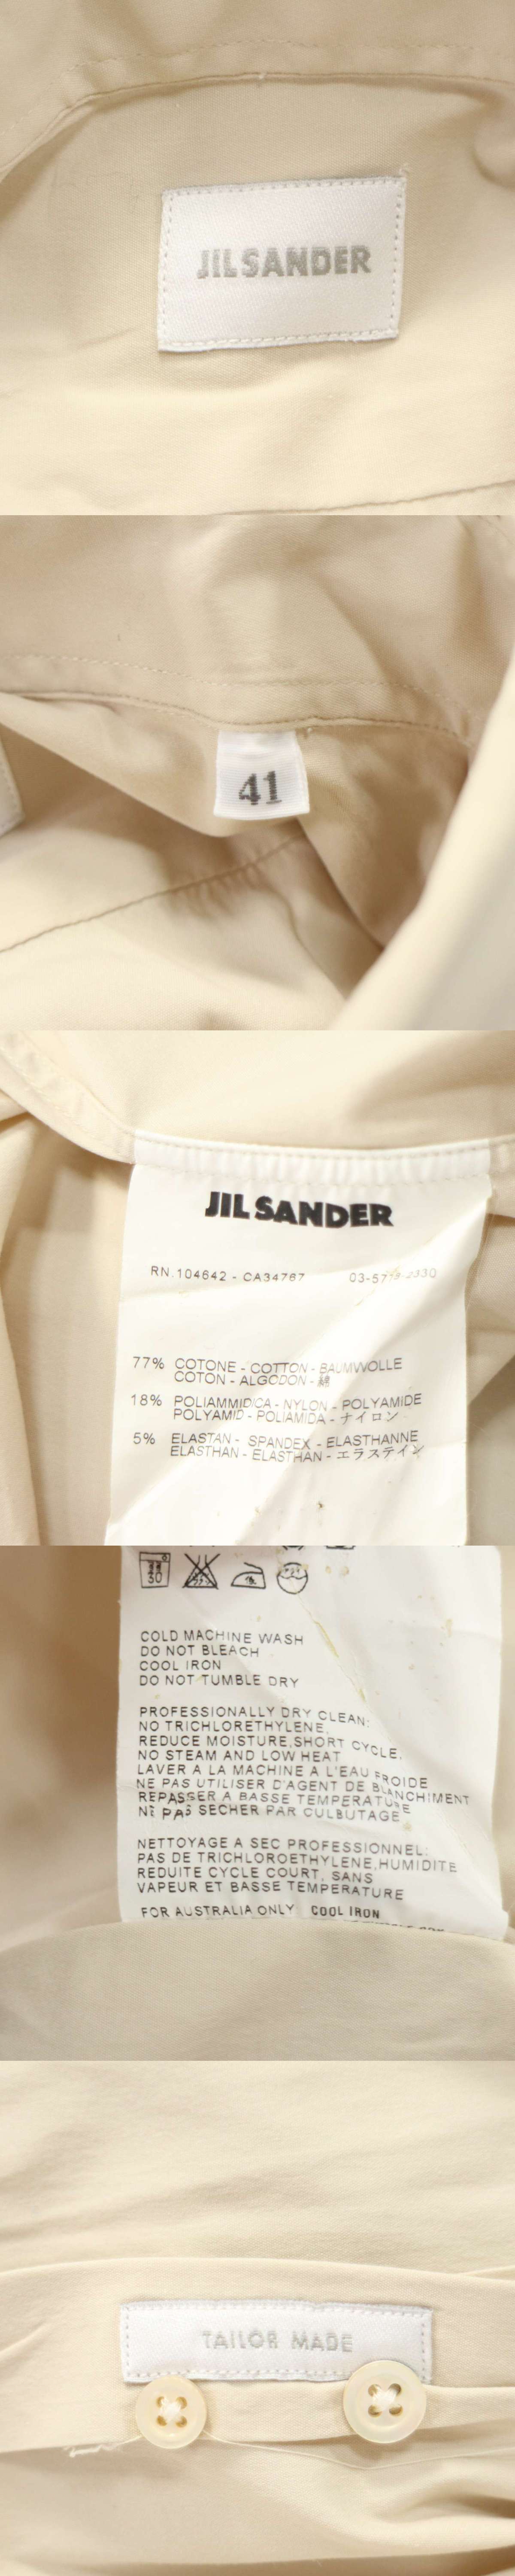 JIL SANDER
41
JIL SANDER
RN.104642 - CA34767 03-57
77% COTONE - COTTON - BAUMWOLLE
COTON - ALGODON - 綿
18% POLIAMMIDICA - NYLON - POLYAMIDE
POLYAMID - POLIAMIDA - ナイロン
5% ELASTAN - SPANDEX - ELASTHANNE
ELASTHAN - ELASTHAN - エラステイン
30
COLD MACHINE WASH
DO NOT BLEACH
COOL IRON
DO NOT TUMBLE DRY
PROFESSIONALLY DRY CLEAN:
NO TRICHLORETHYLENE,
REDUCE MOISTURE,SHORT CYCLE,
NO STEAM AND LOW HEAT
LAVER A LA MACHINE A L'EAU FROIDE
NE PAS UTILISER D'AGENT DE BLANCHIMENT
REPASSER A BASSE TEMPERATURE
NE PAS SECHER PAR CULBUTAGE
NETTOYAGE A SEC PROFESSIONNEL:
PAS DE TRICHLOROETHYLENE,HUMIDITE
REDUITE CYCLE COURT, SANS
VAPEUR ET BASSE TEMPERATURE
FOR AUSTRALIA ONLY COOL IRON
TAILOR MADE